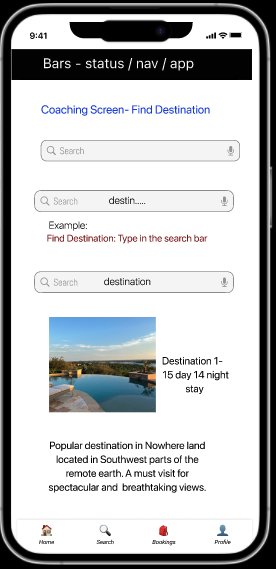 9:41
Bars - status / nav / app
Coaching Screen- Find Destination
Search
Search destin.....
Example:
Find Destination: Type in the search bar
Search destination
Destination 1-
15 day 14 night
stay
Popular destination in Nowhere land
located in Southwest parts of the
remote earth. A must visit for
spectacular and breathtaking views.
Home Search Bookings Profile